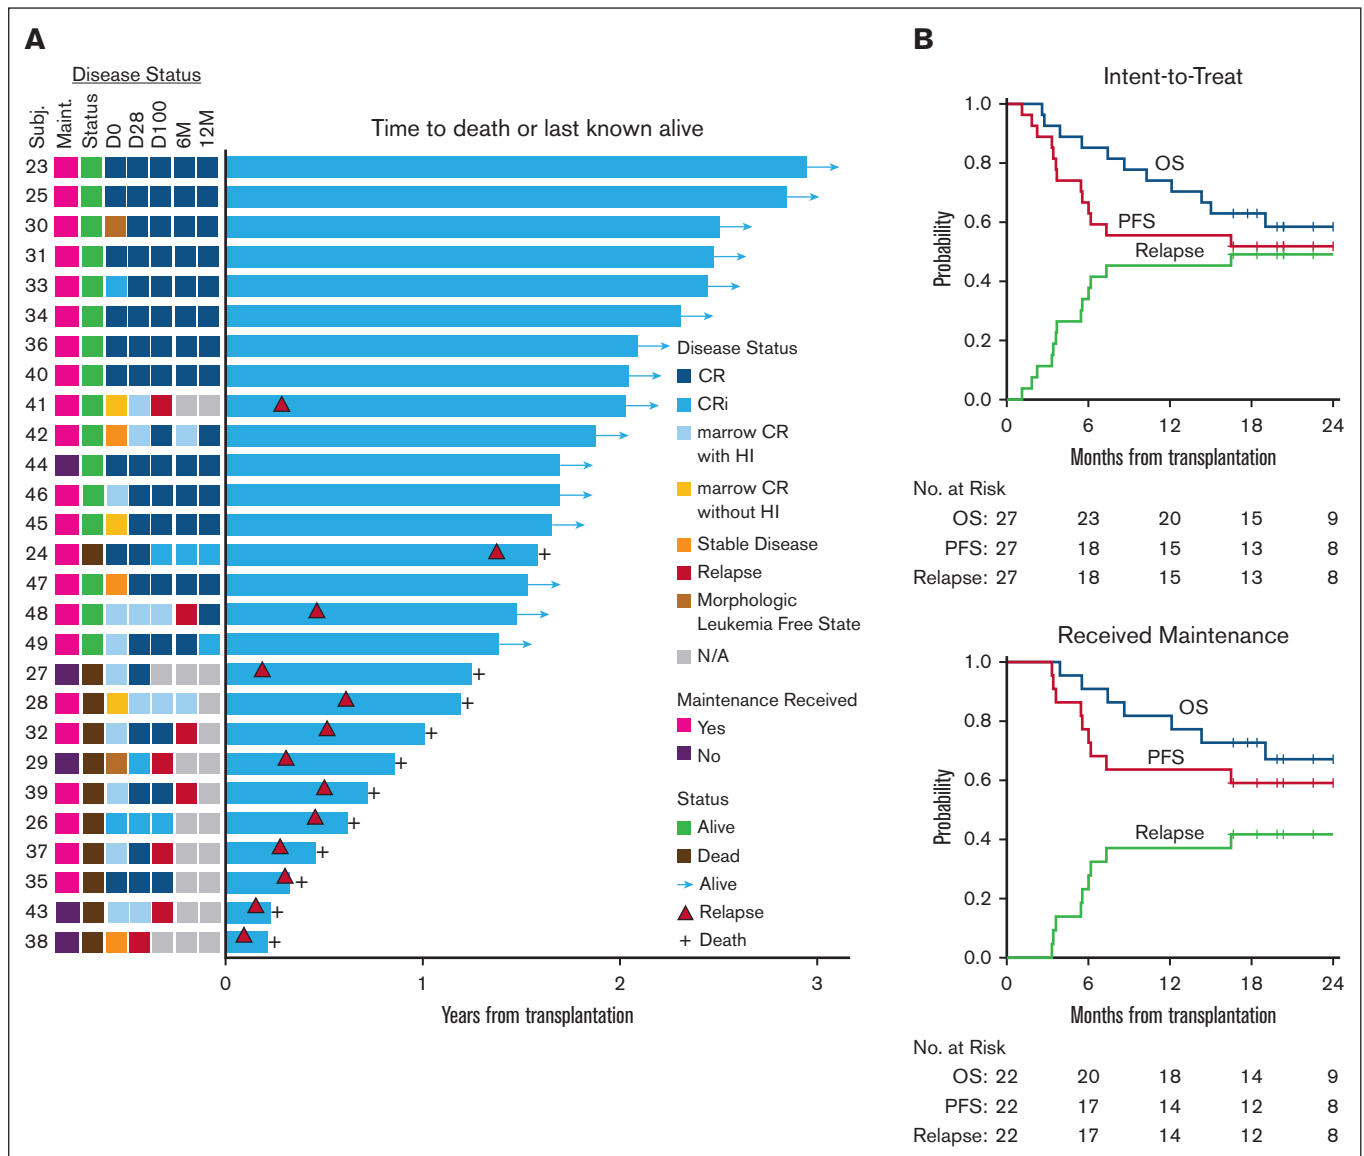 A
Disease Status
Subj.
Maint.
Status
D0
D28
D100
6M
12M
Time to death or last known alive
23
25
30
31
33
34
36
40
41
42
44
46
45
24
47
48
49
27
28
32
29
39
26
37
35
43
38
Disease Status
CR
CRi
marrow CR
with HI
marrow CR
without HI
Stable Disease
Relapse
Morphologic
Leukemia Free State
N/A
Maintenance Received
Yes
No
Status
Alive
Dead
Alive
Relapse
Death
0 1 2 3
Years from transplantation
B
Intent-to-Treat
Probability
1.0
0.8
0.6
0.4
0.2
0.0
OS
PFS
Relapse
0 6 12 18 24
Months from transplantation
No. at Risk
OS: 27 23 20 15 9
PFS: 27 18 15 13 8
Relapse: 27 18 15 13 8
Received Maintenance
Probability
1.0
0.8
0.6
0.4
0.2
0.0
OS
PFS
Relapse
0 6 12 18 24
Months from transplantation
No. at Risk
OS: 22 20 18 14 9
PFS: 22 17 14 12 8
Relapse: 22 17 14 12 8